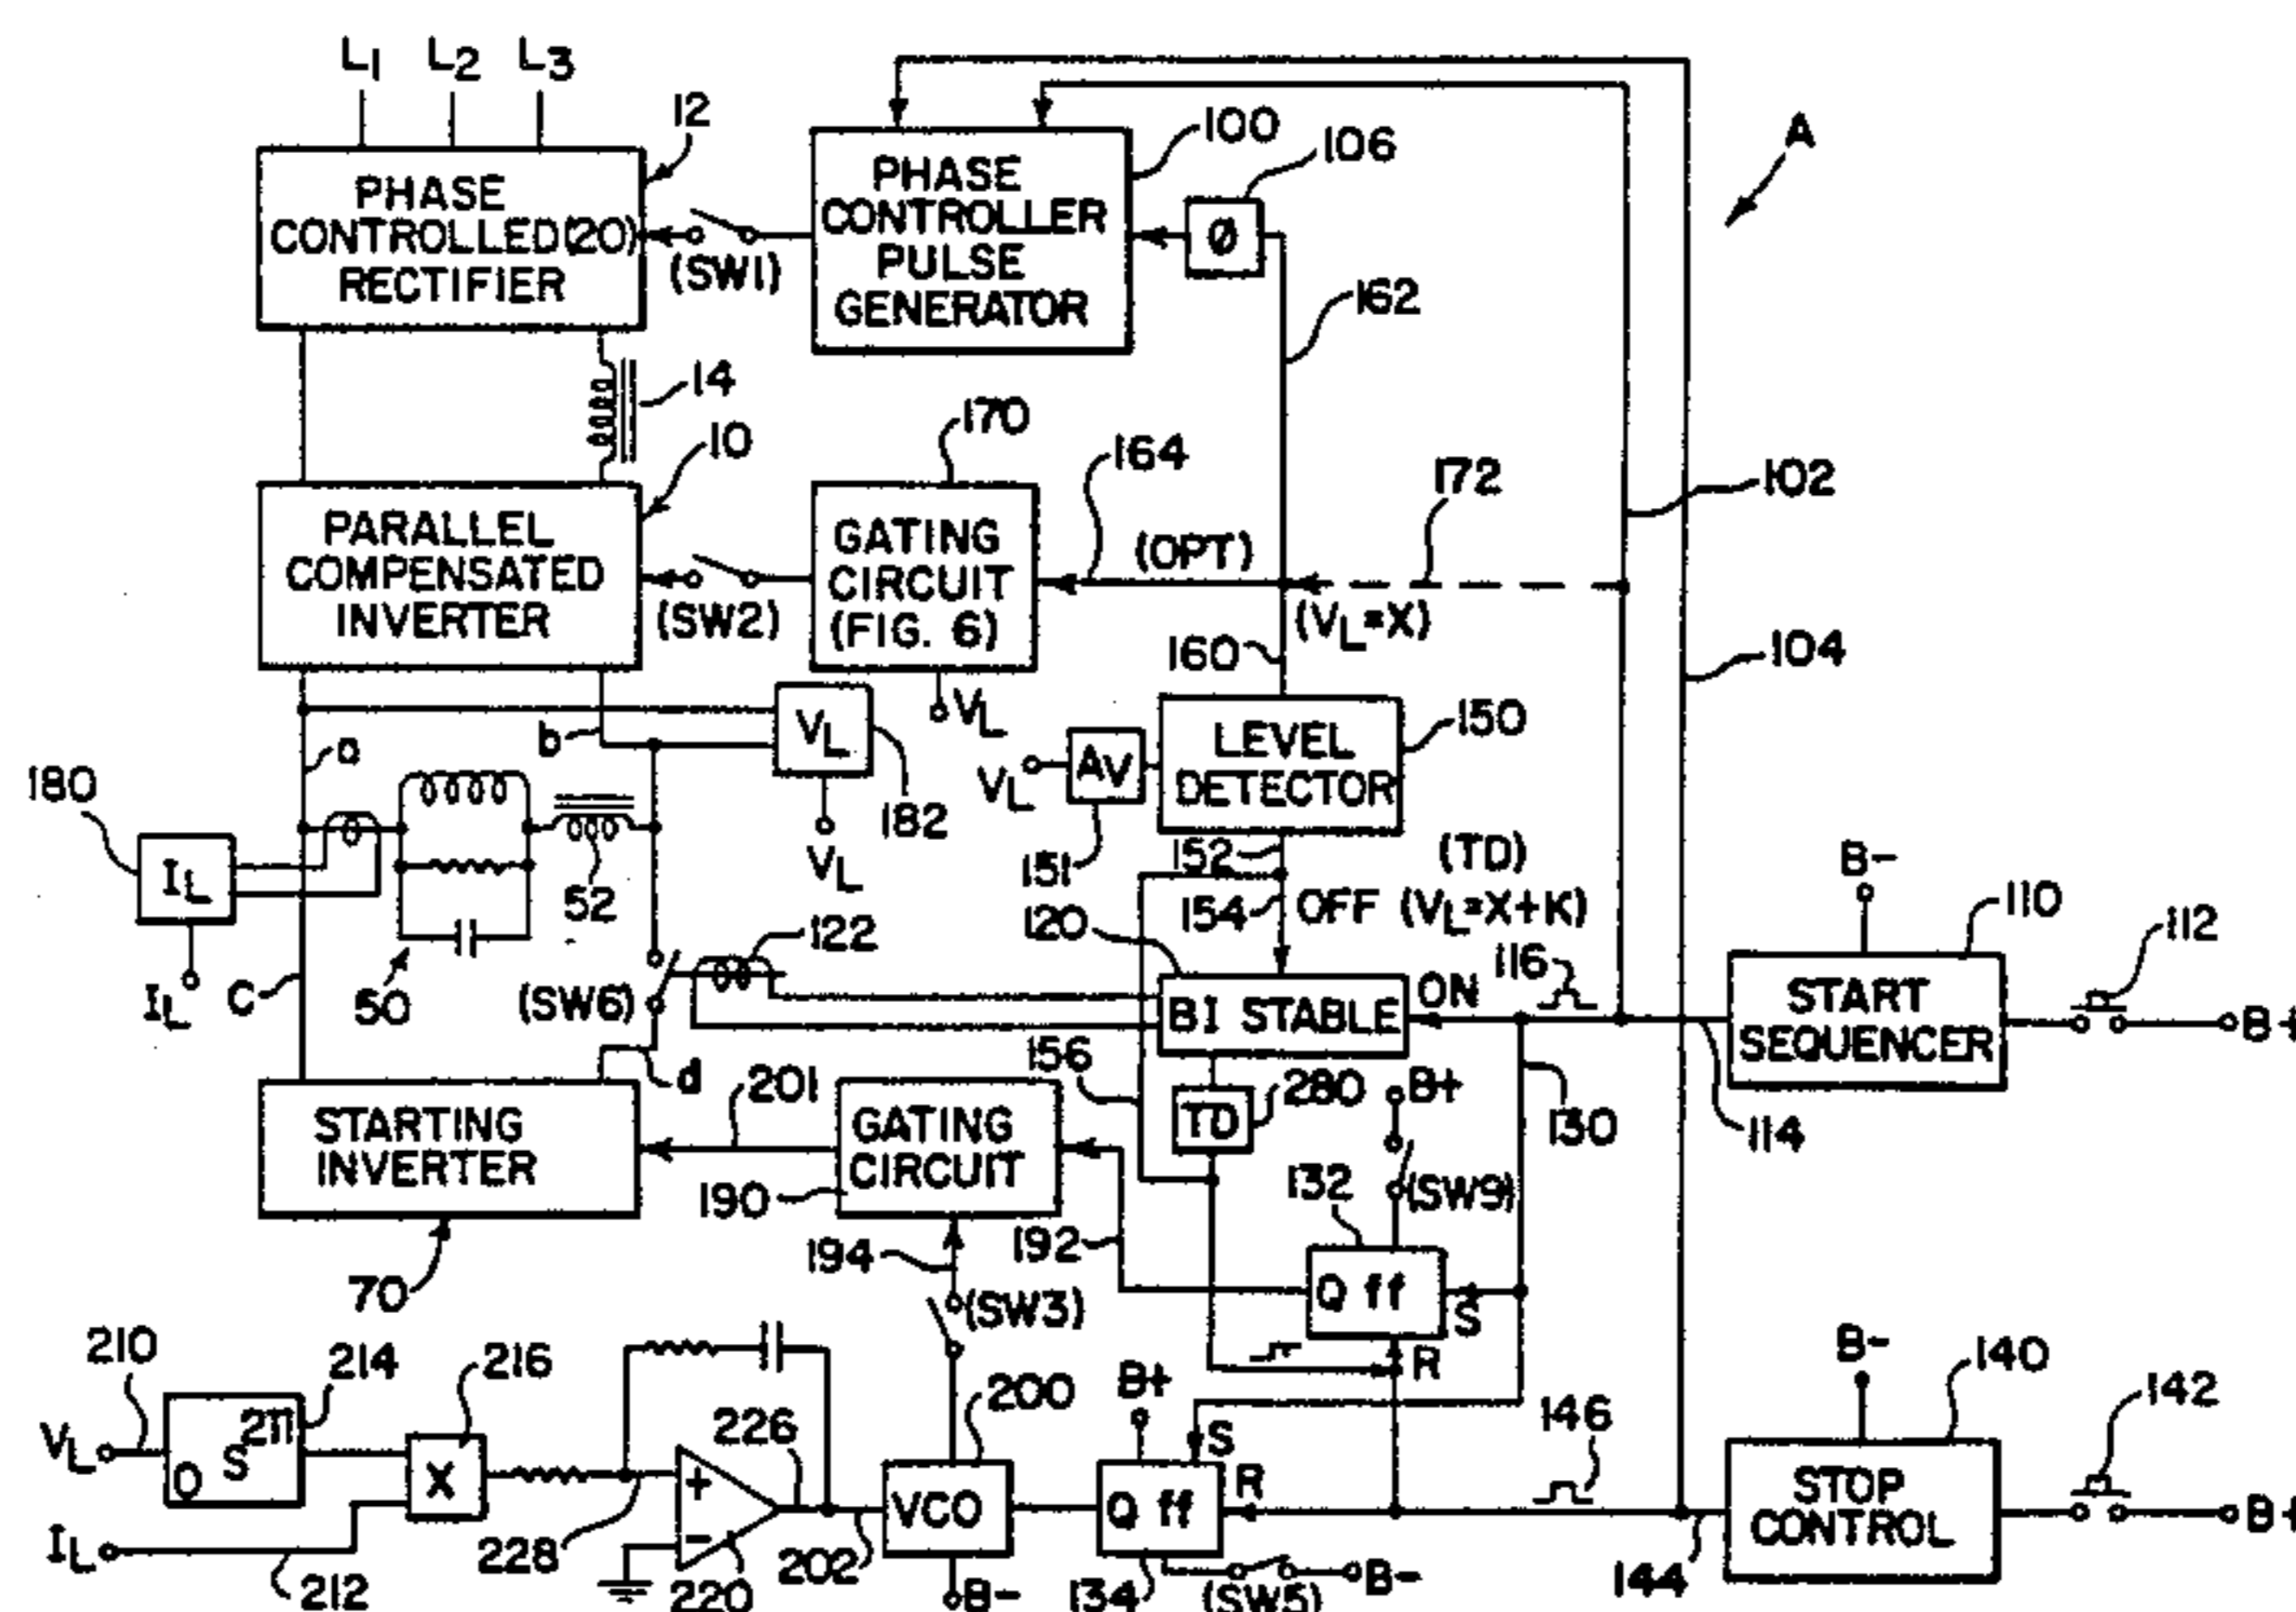 L1 L2 L3
12
PHASE
CONTROLLED (20)
RECTIFIER
(SW1)
100
PHASE
CONTROLLER
PULSE
GENERATOR
106
Ø
A
162
14
10
PARALLEL
COMPENSATED
INVERTER
(SW2)
170
GATING
CIRCUIT
(FIG. 6)
VL
164
(OPT)
172
(VL=X)
102
104
160
a
b
VL
182
VL
VL
AV
151
LEVEL
DETECTOR
150
152
154
OFF
(TD)
(VL=X+K)
180
IL
IL
C
50
52
(SW6)
122
120
BI STABLE
ON
116
B-
110
START
SEQUENCER
112
B+
114
130
156
TD
280
B+
(SW9)
d
STARTING
INVERTER
70
201
GATING
CIRCUIT
190
192
194
(SW3)
132
Q ff
S
R
210
VL
214
211
O S
216
X
IL
212
228
+
-
220
226
202
200
VCO
B-
B+
S
Q ff
R
134
(SW5)
B-
146
B-
140
STOP
CONTROL
142
B+
144